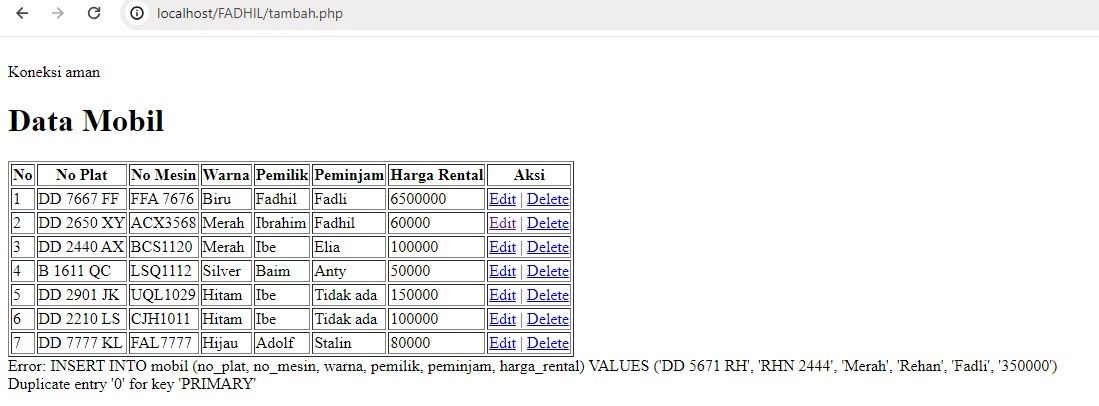 localhost/FADHIL/tambah.php
Koneksi aman
Data Mobil
No No Plat No Mesin Warna Pemilik Peminjam Harga Rental Aksi
1 DD 7667 FF FFA 7676 Biru Fadhil Fadli 6500000 Edit | Delete
2 DD 2650 XY ACX3568 Merah Ibrahim Fadhil 60000 Edit | Delete
3 DD 2440 AX BCS1120 Merah Ibe Elia 100000 Edit | Delete
4 B 1611 QC LSQ1112 Silver Baim Anty 50000 Edit | Delete
5 DD 2901 JK UQL1029 Hitam Ibe Tidak ada 150000 Edit | Delete
6 DD 2210 LS CJH1011 Hitam Ibe Tidak ada 100000 Edit | Delete
7 DD 7777 KL FAL7777 Hijau Adolf Stalin 80000 Edit | Delete
Error: INSERT INTO mobil (no_plat, no_mesin, warna, pemilik, peminjam, harga_rental) VALUES ('DD 5671 RH', 'RHN 2444', 'Merah', 'Rehan', 'Fadli', '350000')
Duplicate entry '0' for key 'PRIMARY'